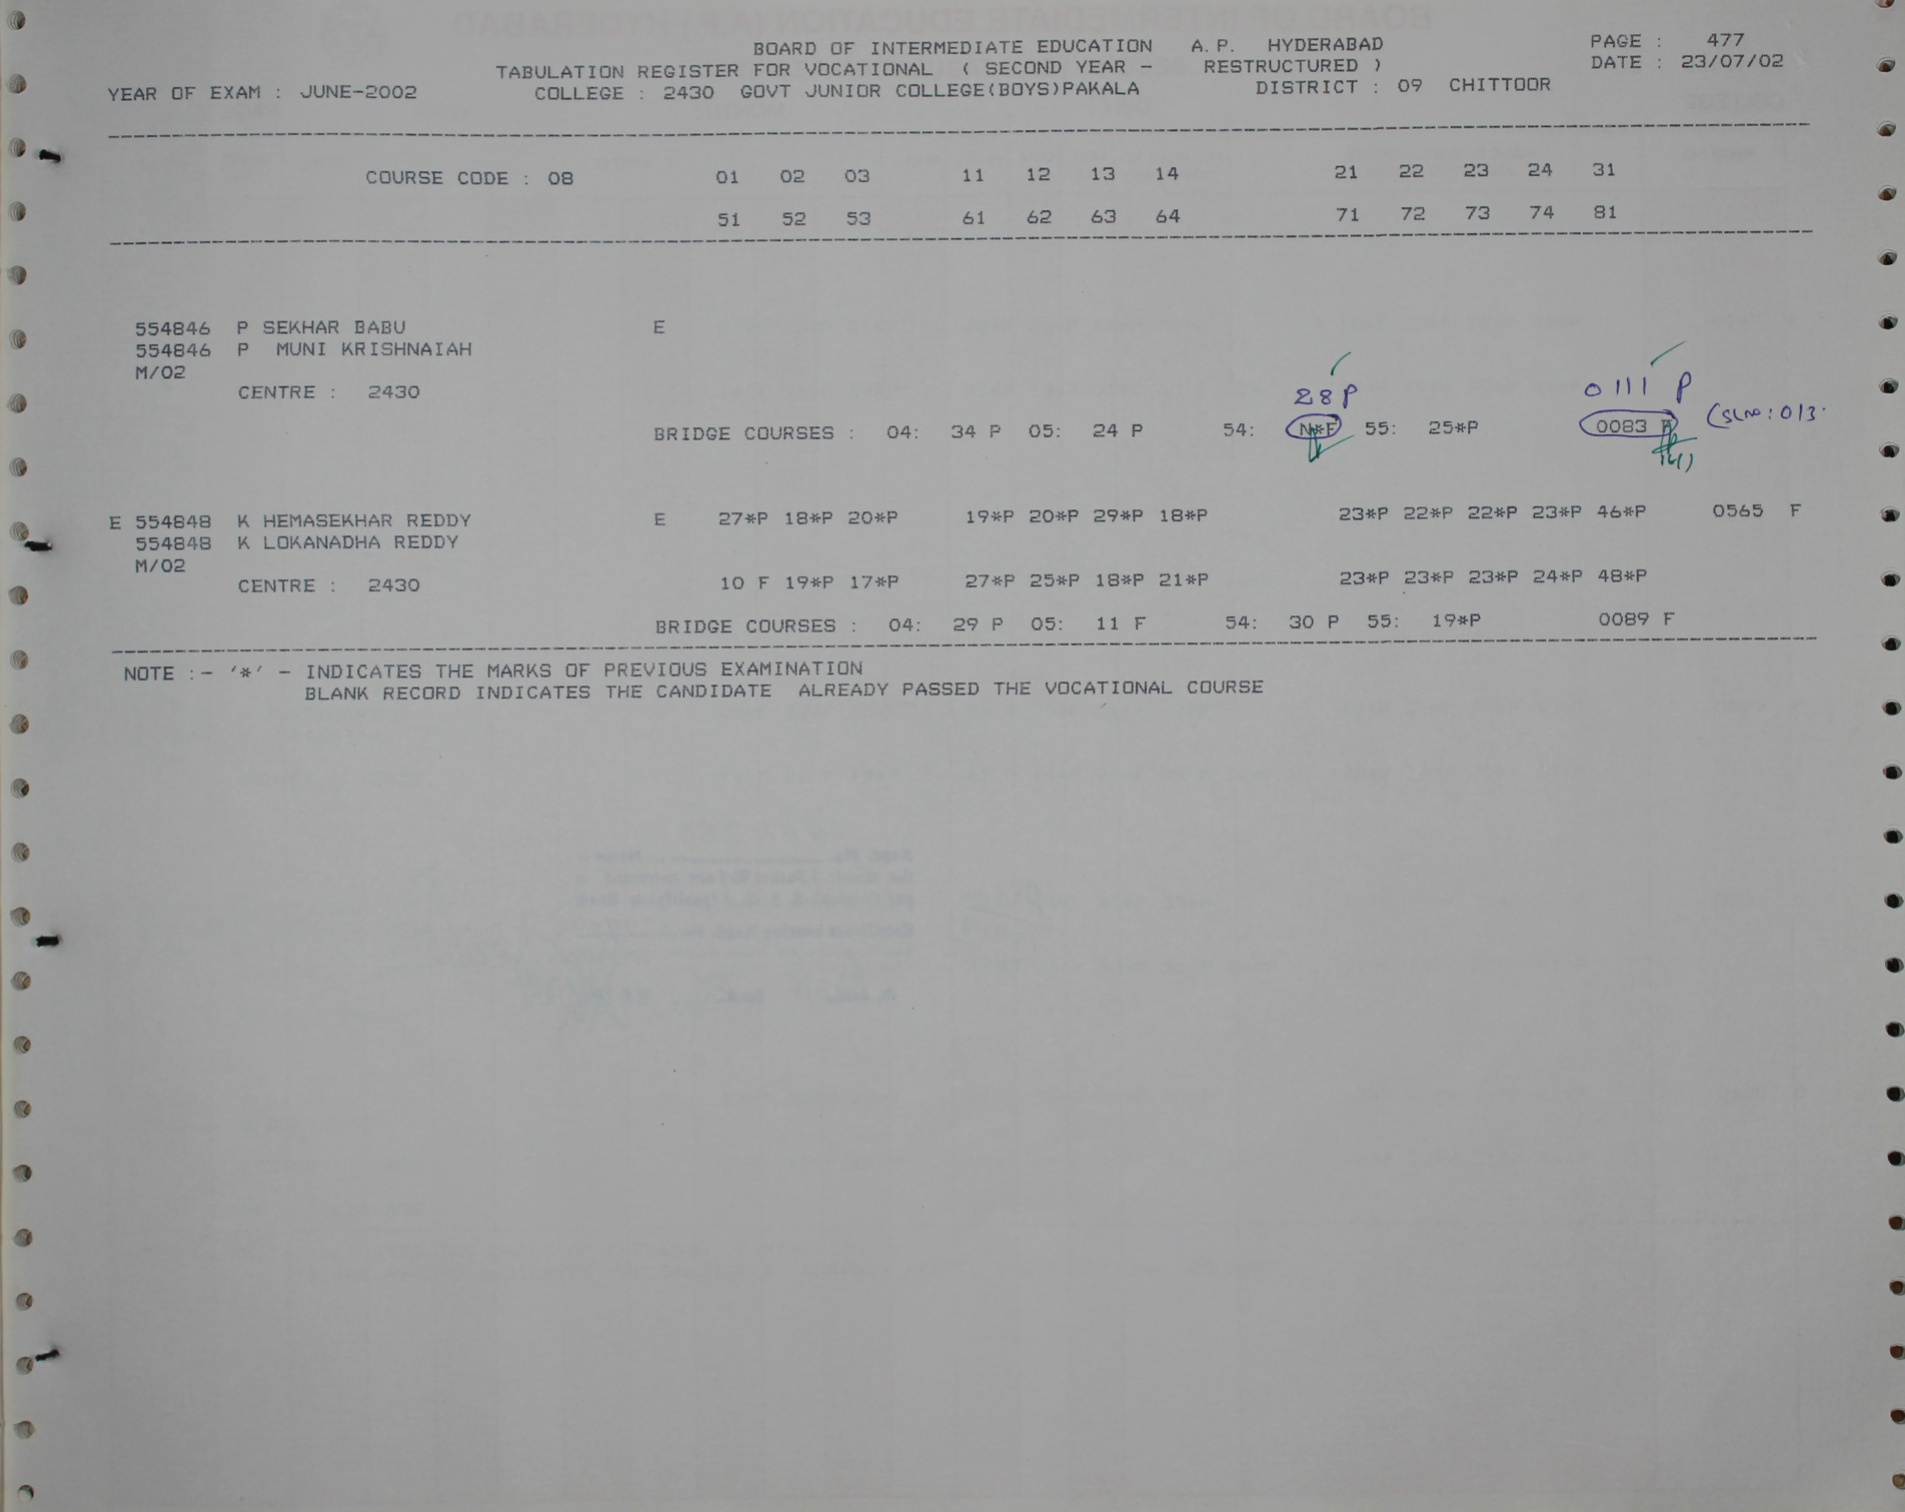 BOARD OF INTERMEDIATE EDUCATION A.P. HYDERABAD PAGE : 477
TABULATION REGISTER FOR VOCATIONAL ( SECOND YEAR - RESTRUCTURED ) DATE : 23/07/02
YEAR OF EXAM : JUNE-2002 COLLEGE : 2430 GOVT JUNIOR COLLEGE(BOYS)PAKALA DISTRICT : 09 CHITTOOR
COURSE CODE : 08 01 02 03 11 12 13 14 21 22 23 24 31
51 52 53 61 62 63 64 71 72 73 74 81
554846 P SEKHAR BABU E
554846 P MUNI KRISHNAIAH
M/02
CENTRE : 2430
28 P 0111 P
BRIDGE COURSES : 04: 34 P 05: 24 P 54: N*F 55: 25*P 0083 F (SLno: 013
E 554848 K HEMASEKHAR REDDY E 27*P 18*P 20*P 19*P 20*P 29*P 18*P 23*P 22*P 22*P 23*P 46*P 0565 F
554848 K LOKANADHA REDDY
M/02
CENTRE : 2430 10 F 19*P 17*P 27*P 25*P 18*P 21*P 23*P 23*P 23*P 24*P 48*P
BRIDGE COURSES : 04: 29 P 05: 11 F 54: 30 P 55: 19*P 0089 F
NOTE :- '*' - INDICATES THE MARKS OF PREVIOUS EXAMINATION
BLANK RECORD INDICATES THE CANDIDATE ALREADY PASSED THE VOCATIONAL COURSE